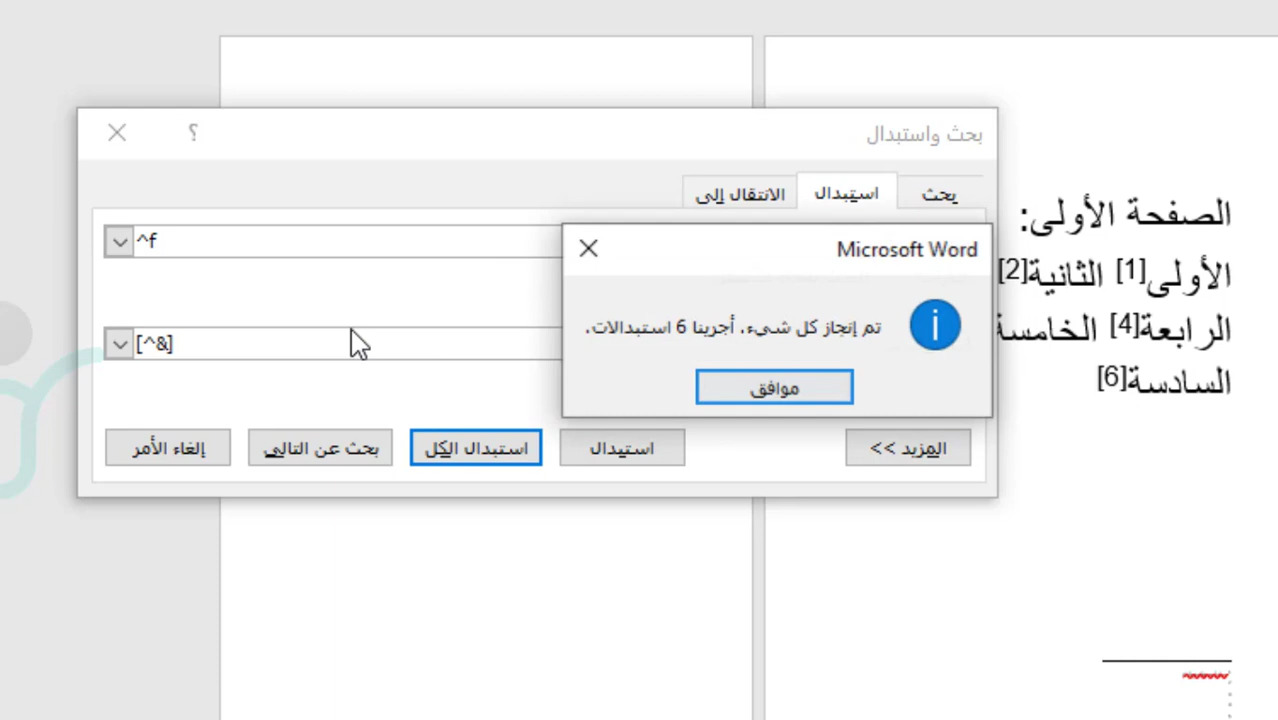 بحث واستبدال
؟
بحث
استبدال
الانتقال إلى
^f
[^&]
Microsoft Word
تم إنجاز كل شيء. أجرينا 6 استبدالات.
موافق
المزيد >>
استبدال
استبدال الكل
بحث عن التالي
إلغاء الأمر
الصفحة الأولى:
الأولى[1] الثانية[2]
الرابعة[4] الخامسة
السادسة[6]